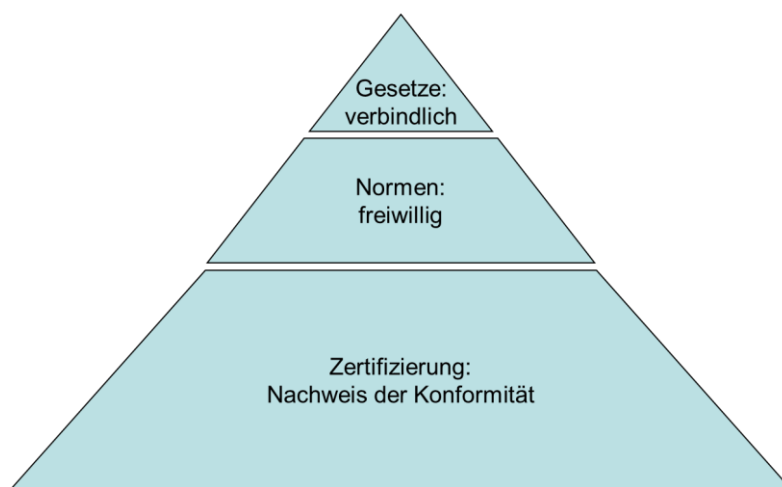 Gesetze:
verbindlich
Normen:
freiwillig
Zertifizierung:
Nachweis der Konformität